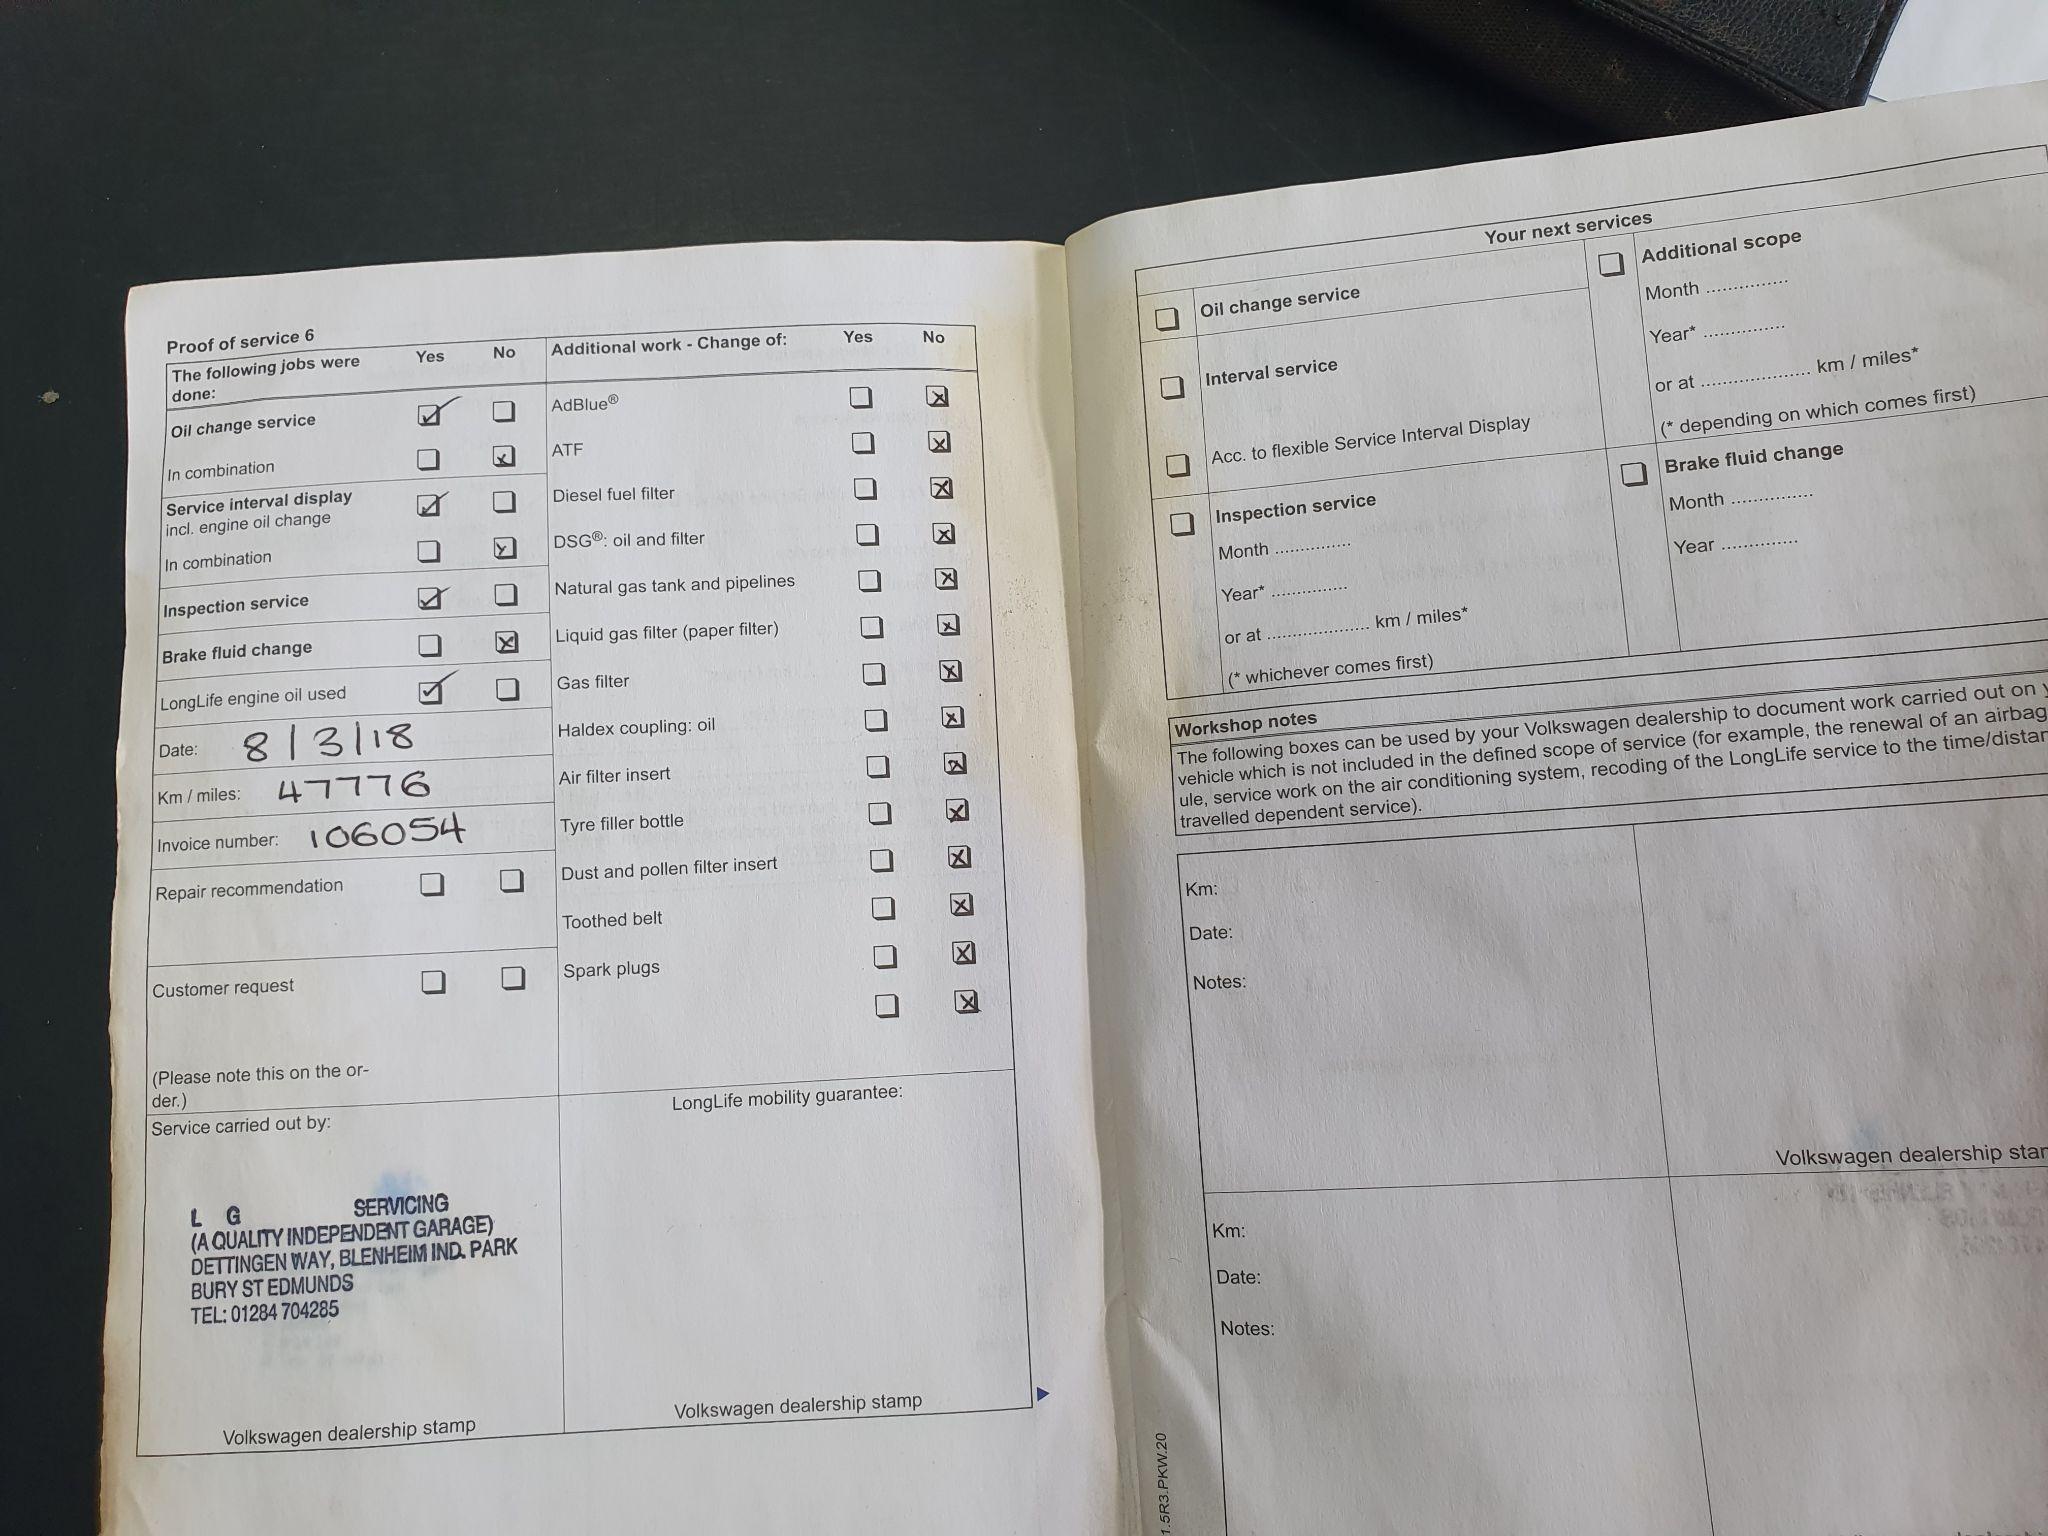 Proof of service 6
The following jobs were done: Yes No
Oil change service
In combination
Service interval display
incl. engine oil change
In combination
Inspection service
Brake fluid change
LongLife engine oil used
Date: 8/3/18
Km / miles: 47776
Invoice number: 106054
Repair recommendation
Customer request
(Please note this on the or-
der.)
Service carried out by:
L G SERVICING
(A QUALITY INDEPENDENT GARAGE)
DETTINGEN WAY, BLENHEIM IND. PARK
BURY ST EDMUNDS
TEL: 01284 704285
Volkswagen dealership stamp
Additional work - Change of: Yes No
AdBlue®
ATF
Diesel fuel filter
DSG®: oil and filter
Natural gas tank and pipelines
Liquid gas filter (paper filter)
Gas filter
Haldex coupling: oil
Air filter insert
Tyre filler bottle
Dust and pollen filter insert
Toothed belt
Spark plugs
LongLife mobility guarantee:
Volkswagen dealership stamp
Your next services
Oil change service
Interval service
Acc. to flexible Service Interval Display
Inspection service
Month ...............
Year* ...............
or at .................... km / miles*
(* whichever comes first)
Additional scope
Month ...............
Year* ...............
or at .................... km / miles*
(* depending on which comes first)
Brake fluid change
Month ...............
Year ..............
Workshop notes
The following boxes can be used by your Volkswagen dealership to document work carried out on
vehicle which is not included in the defined scope of service (for example, the renewal of an airbag
ule, service work on the air conditioning system, recoding of the LongLife service to the time/distan
travelled dependent service).
Km:
Date:
Notes:
Volkswagen dealership star
Km:
Date:
Notes:
1.5R3.PKW.20